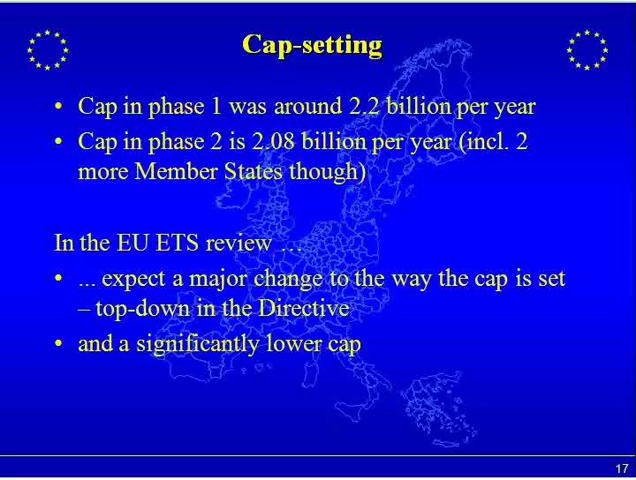 Cap-setting
• Cap in phase 1 was around 2.2 billion per year
• Cap in phase 2 is 2.08 billion per year (incl. 2
more Member States though)
In the EU ETS review …
• ... expect a major change to the way the cap is set
– top-down in the Directive
• and a significantly lower cap
17